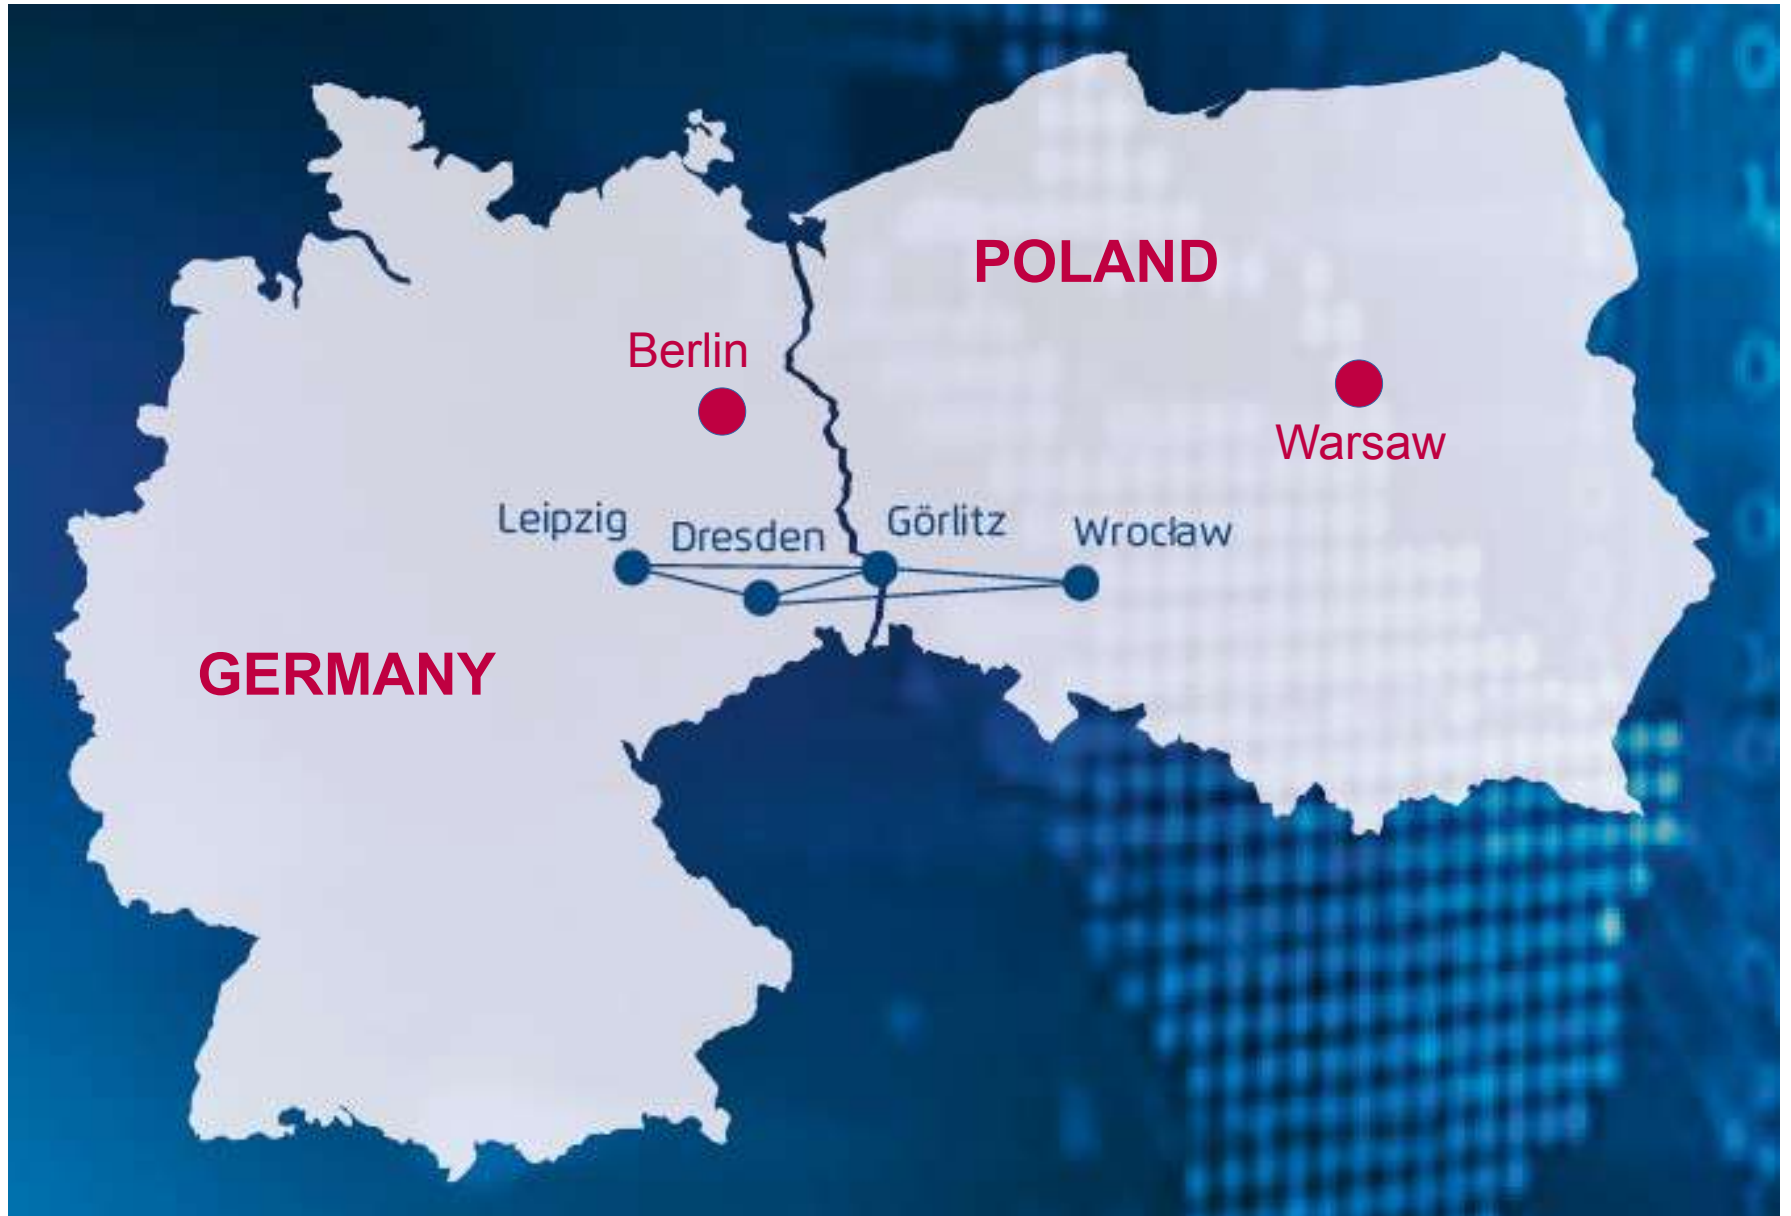 POLAND
Berlin
Warsaw
Leipzig
Dresden
Görlitz
Wrocław
GERMANY